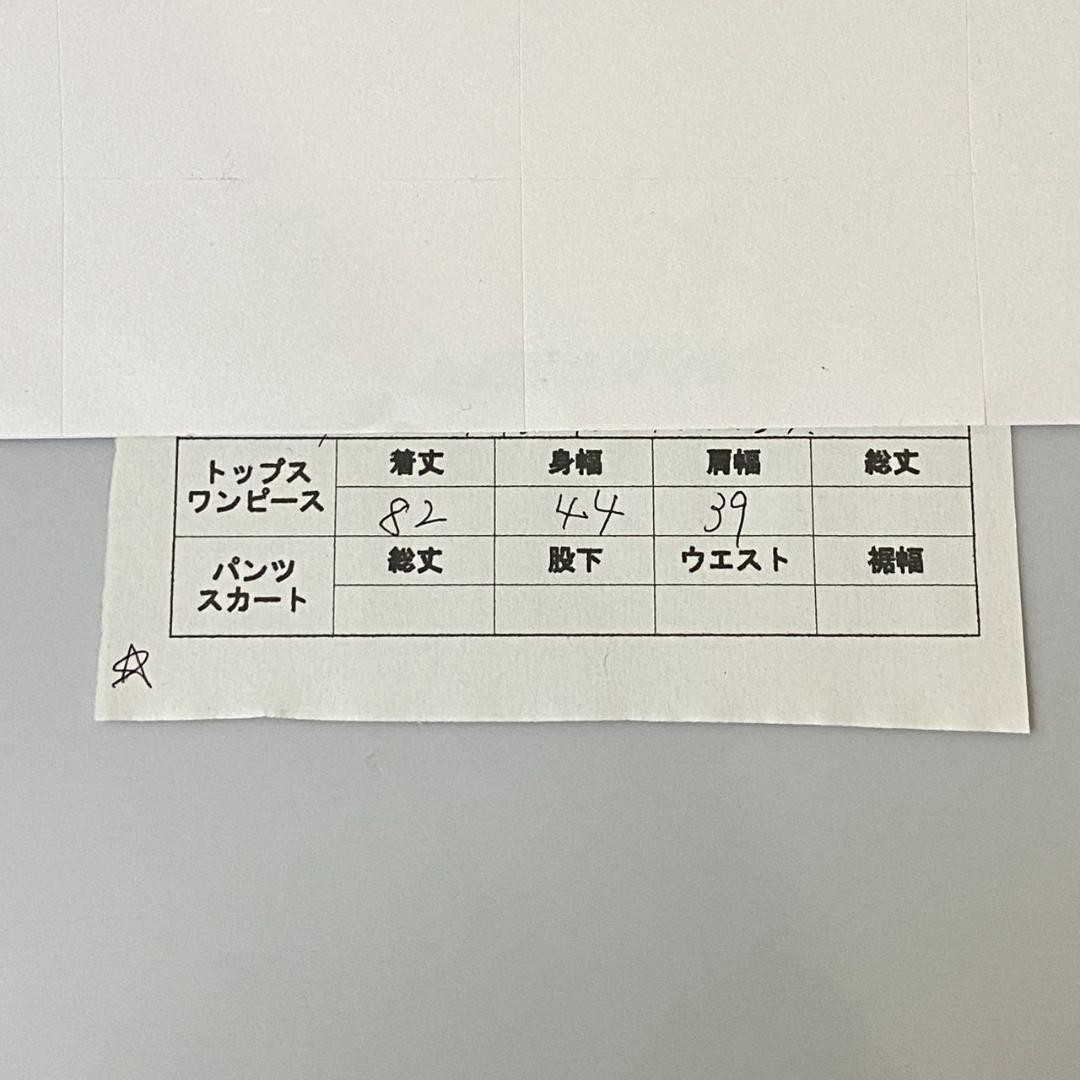 トップス
ワンピース
着丈 身幅 肩幅 総丈
82 44 39
パンツ
スカート
総丈 股下 ウエスト 裾幅
☆